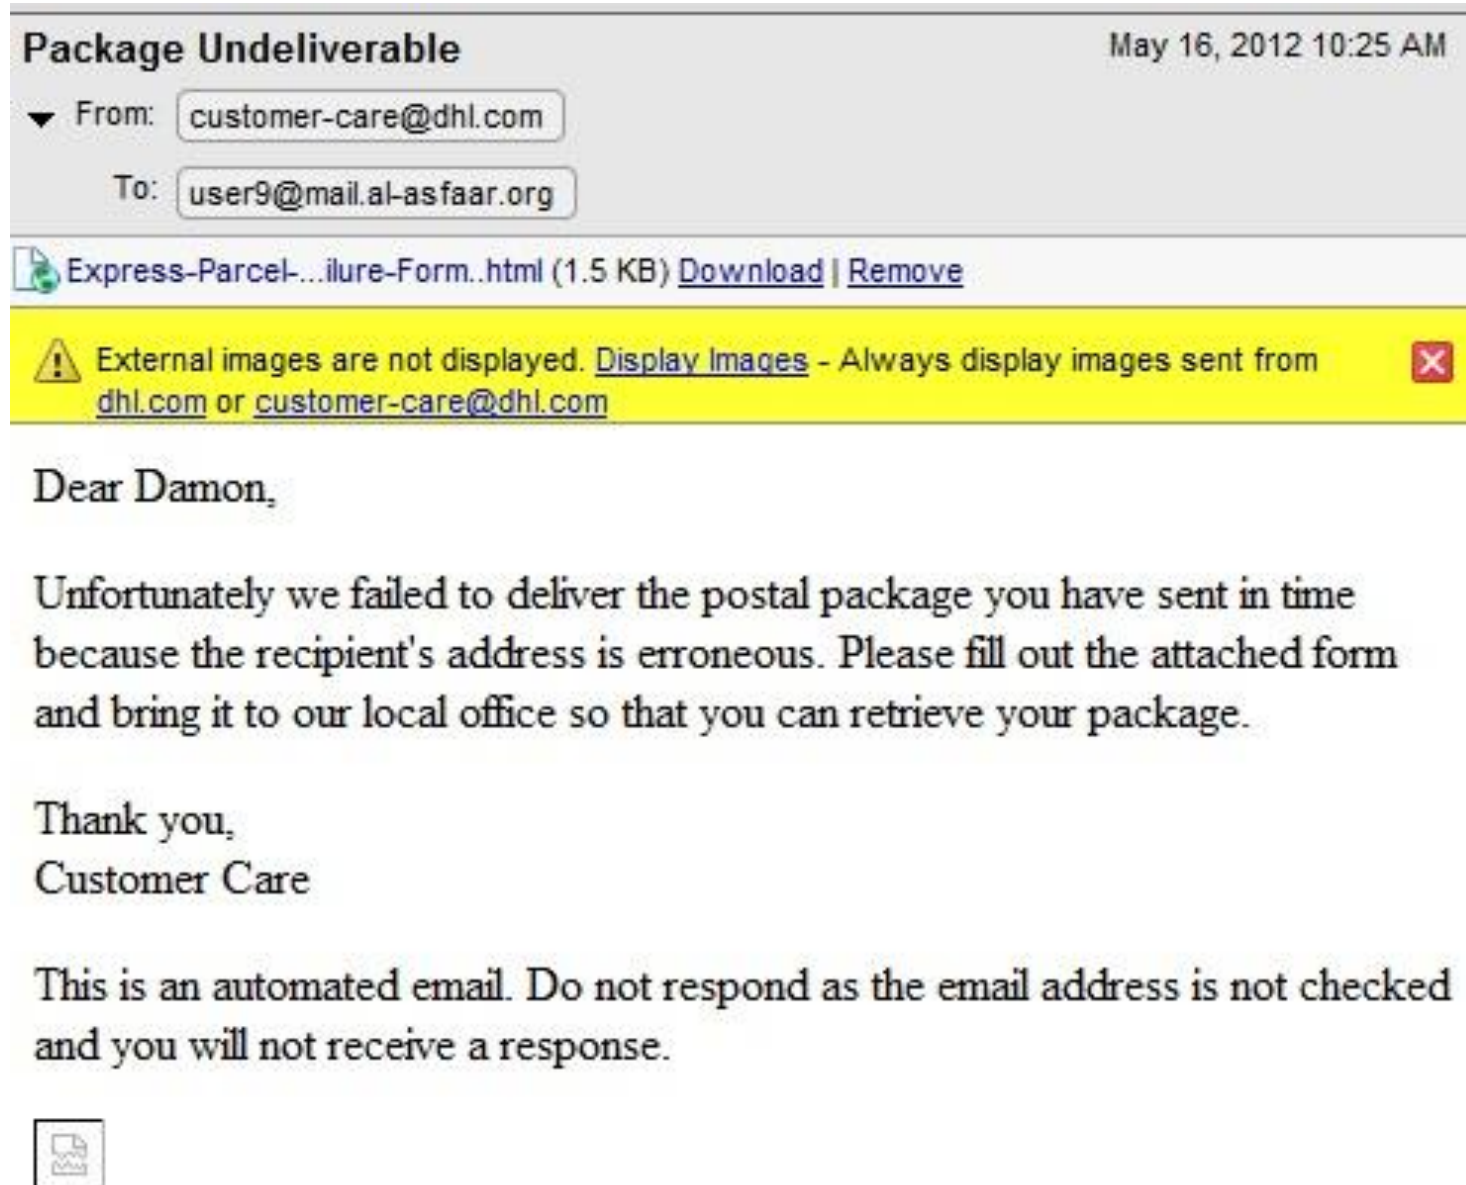 Package Undeliverable May 16, 2012 10:25 AM
From: customer-care@dhl.com
To: user9@mail.al-asfaar.org
Express-Parcel-...ilure-Form..html (1.5 KB) Download | Remove
External images are not displayed. Display Images - Always display images sent from
dhl.com or customer-care@dhl.com
Dear Damon,
Unfortunately we failed to deliver the postal package you have sent in time
because the recipient's address is erroneous. Please fill out the attached form
and bring it to our local office so that you can retrieve your package.
Thank you,
Customer Care
This is an automated email. Do not respond as the email address is not checked
and you will not receive a response.